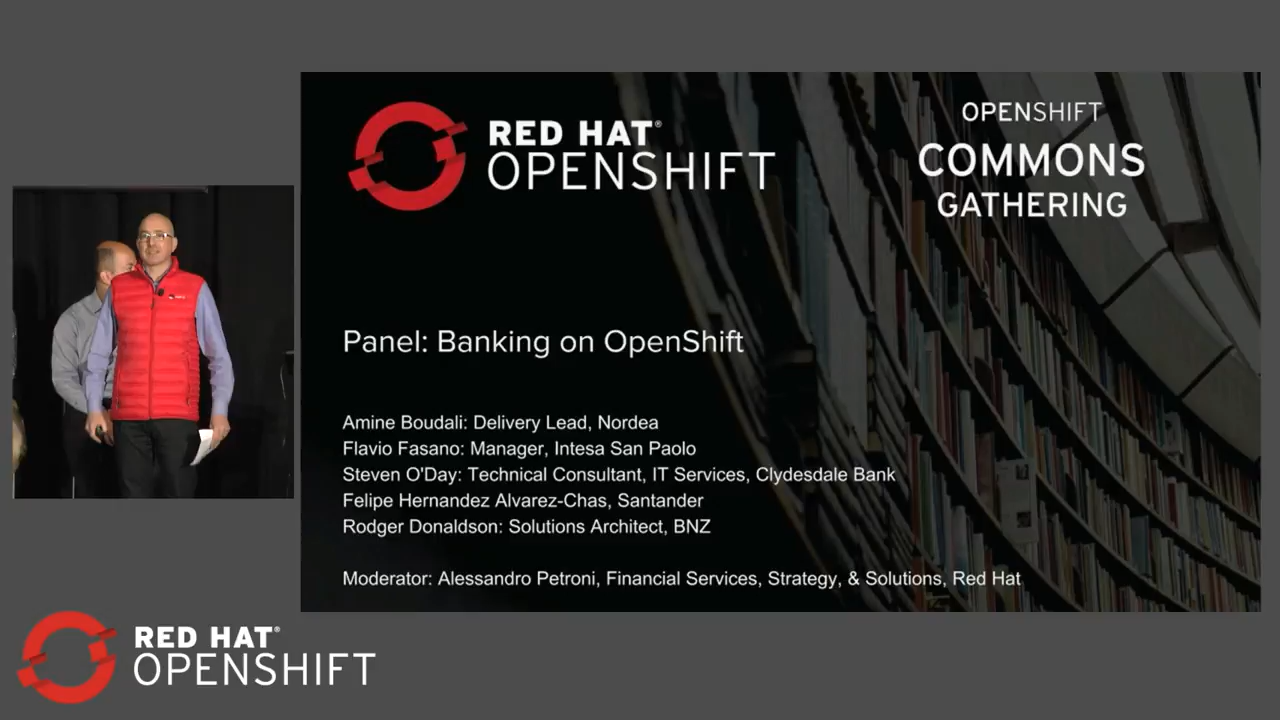 RED HAT®
OPENSHIFT
OPENSHIFT
COMMONS
GATHERING
Panel: Banking on OpenShift
Amine Boudali: Delivery Lead, Nordea
Flavio Fasano: Manager, Intesa San Paolo
Steven O'Day: Technical Consultant, IT Services, Clydesdale Bank
Felipe Hernandez Alvarez-Chas, Santander
Rodger Donaldson: Solutions Architect, BNZ
Moderator: Alessandro Petroni, Financial Services, Strategy, & Solutions, Red Hat
RED HAT®
OPENSHIFT